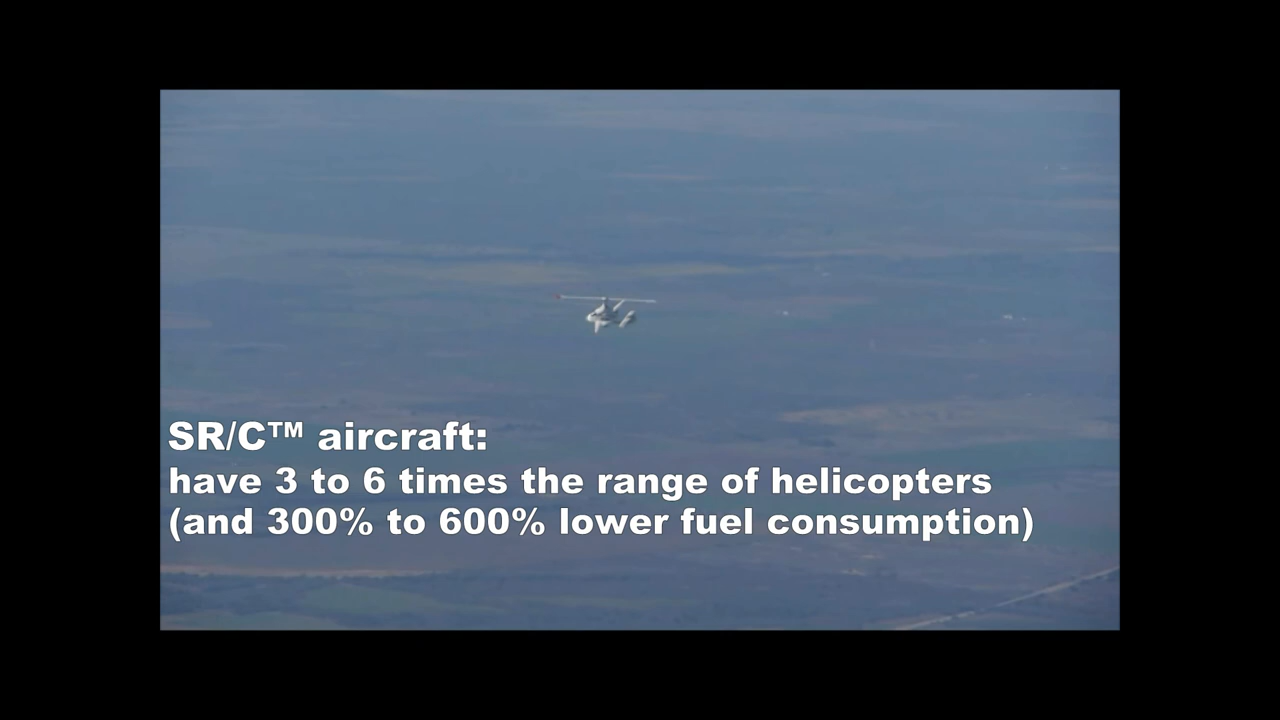 SR/C™ aircraft:
have 3 to 6 times the range of helicopters
(and 300% to 600% lower fuel consumption)